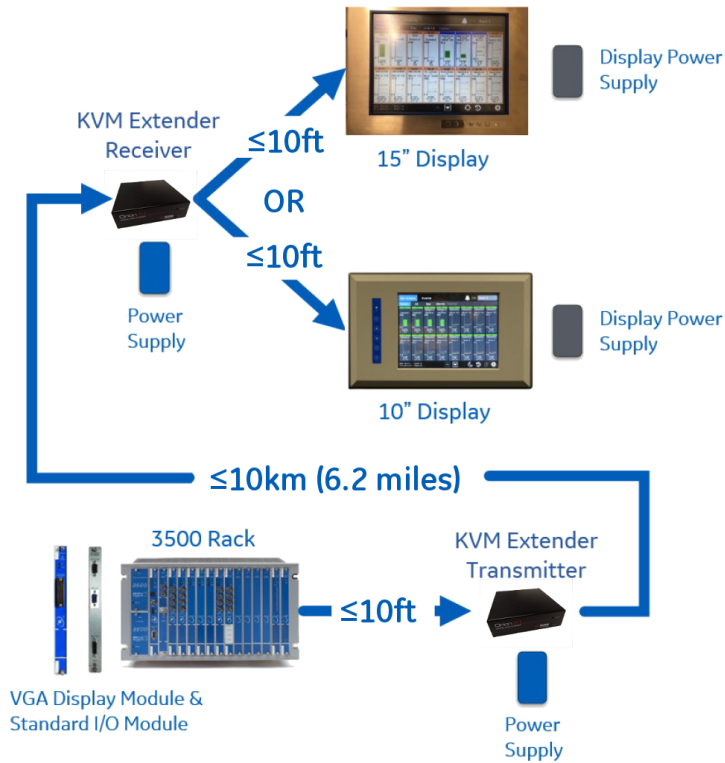 Display Power
Supply
KVM Extender
Receiver
≤10ft
15” Display
OR
≤10ft
Power
Supply
Display Power
Supply
10” Display
≤10km (6.2 miles)
3500 Rack
KVM Extender
Transmitter
≤10ft
VGA Display Module &
Standard I/O Module
Power
Supply